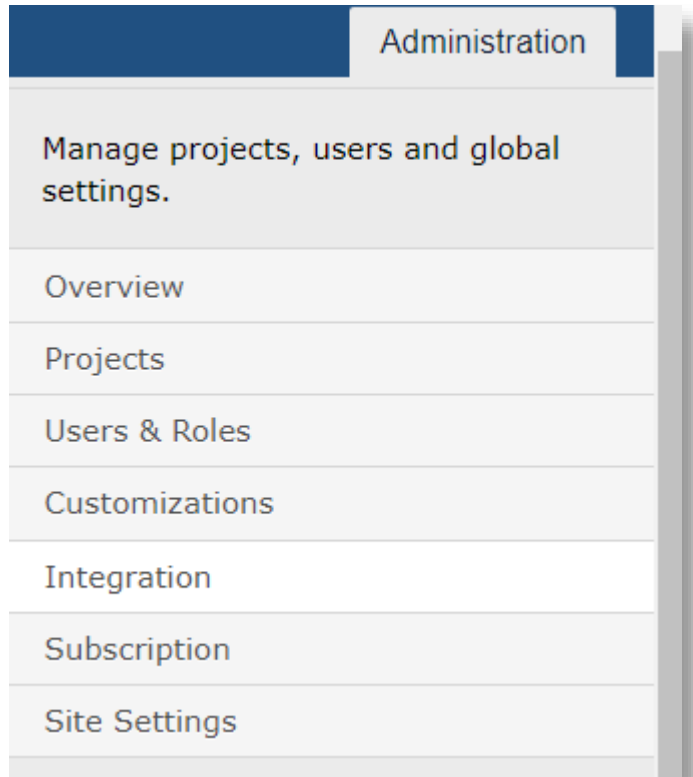 Administration
Manage projects, users and global
settings.
Overview
Projects
Users & Roles
Customizations
Integration
Subscription
Site Settings